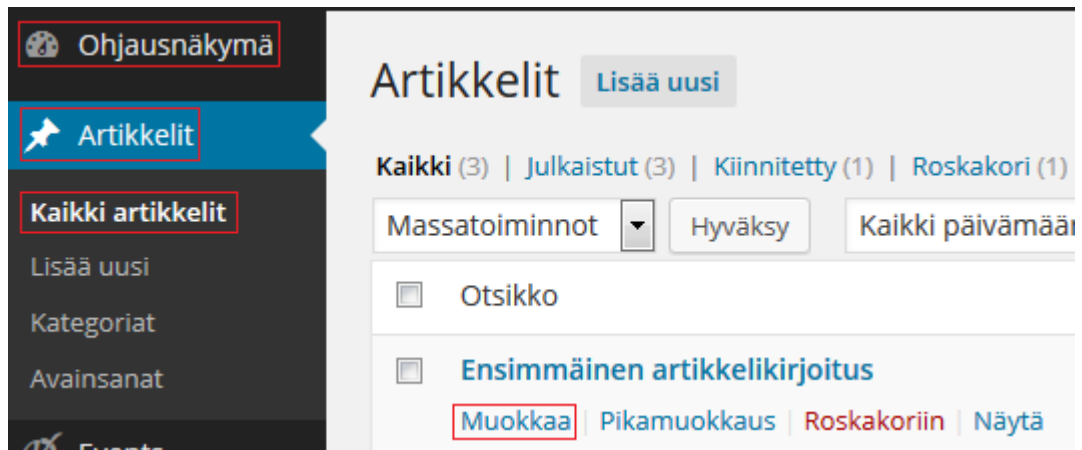 Ohjausnäkymä
Artikkelit
Kaikki artikkelit
Lisää uusi
Kategoriat
Avainsanat
Artikkelit Lisää uusi
Kaikki (3) | Julkaistut (3) | Kiinnitetty (1) | Roskakori (1)
Massatoiminnot Hyväksy Kaikki
Otsikko
Ensimmäinen artikkelikirjoitus
Muokkaa | Pikamuokkaus | Roskakoriin | Näytä